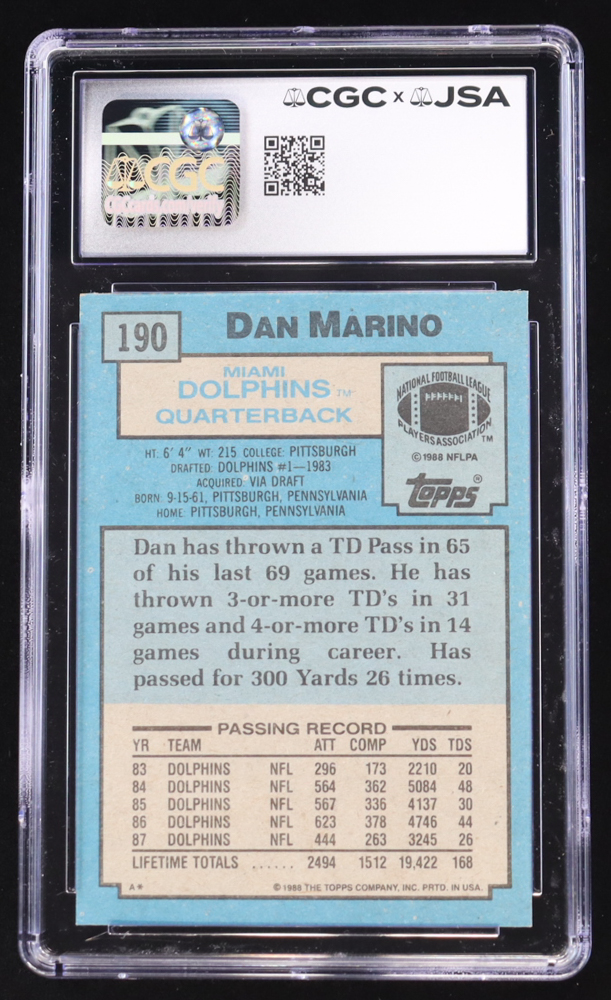 CGC x JSA
CGC
190
DAN MARINO
MIAMI
DOLPHINS TM
QUARTERBACK
NATIONAL FOOTBALL LEAGUE
PLAYERS ASSOCIATION TM
© 1988 NFLPA
topps®
HT. 6' 4" WT. 215 COLLEGE: PITTSBURGH
DRAFTED: DOLPHINS #1—1983
ACQUIRED: VIA DRAFT
BORN: 9-15-61, PITTSBURGH, PENNSYLVANIA
HOME: PITTSBURGH, PENNSYLVANIA
Dan has thrown a TD Pass in 65
of his last 69 games. He has
thrown 3-or-more TD's in 31
games and 4-or-more TD's in 14
games during career. Has
passed for 300 Yards 26 times.
PASSING RECORD
YR TEAM ATT COMP YDS TDS
83 DOLPHINS NFL 296 173 2210 20
84 DOLPHINS NFL 564 362 5084 48
85 DOLPHINS NFL 567 336 4137 30
86 DOLPHINS NFL 623 378 4746 44
87 DOLPHINS NFL 444 263 3245 26
LIFETIME TOTALS ...... 2494 1512 19,422 168
A* © 1988 THE TOPPS COMPANY, INC. PRTD. IN USA.